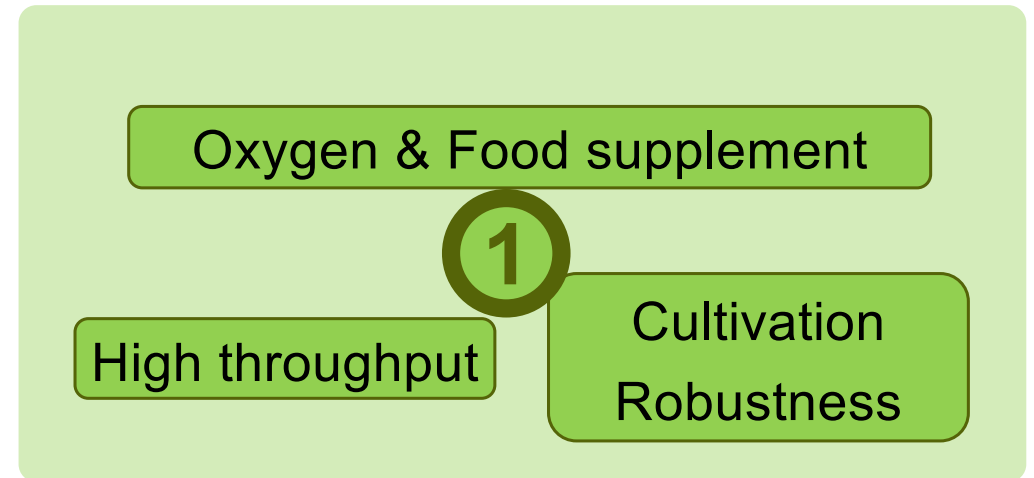 Oxygen & Food supplement
1
High throughput
Cultivation
Robustness